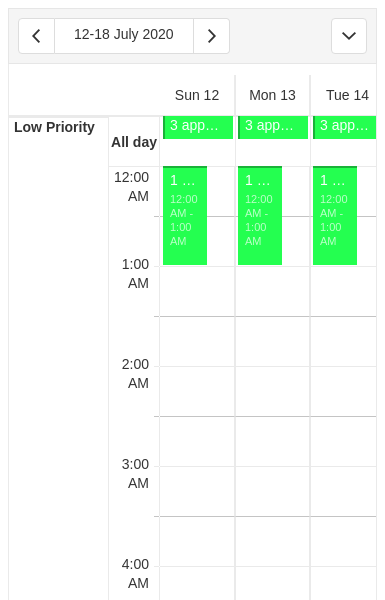 12-18 July 2020
Sun 12 Mon 13 Tue 14
Low Priority
All day
3 app… 3 app… 3 app…
12:00 AM
1 … 1 … 1 …
12:00 AM - 1:00 AM
12:00 AM - 1:00 AM
12:00 AM - 1:00 AM
1:00 AM
2:00 AM
3:00 AM
4:00 AM